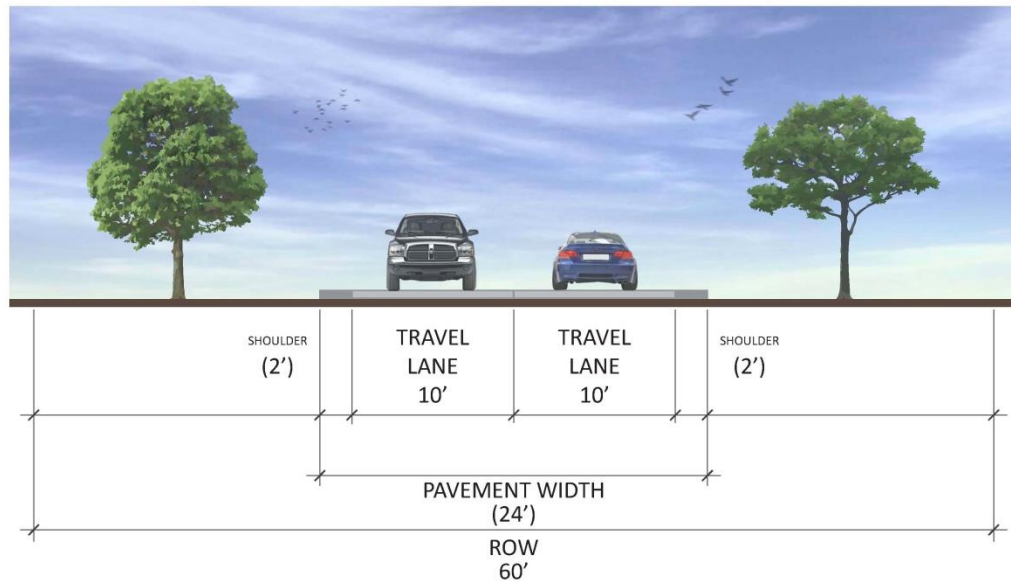 SHOULDER
(2’)
TRAVEL
LANE
10’
TRAVEL
LANE
10’
SHOULDER
(2’)
PAVEMENT WIDTH
(24’)
ROW
60’